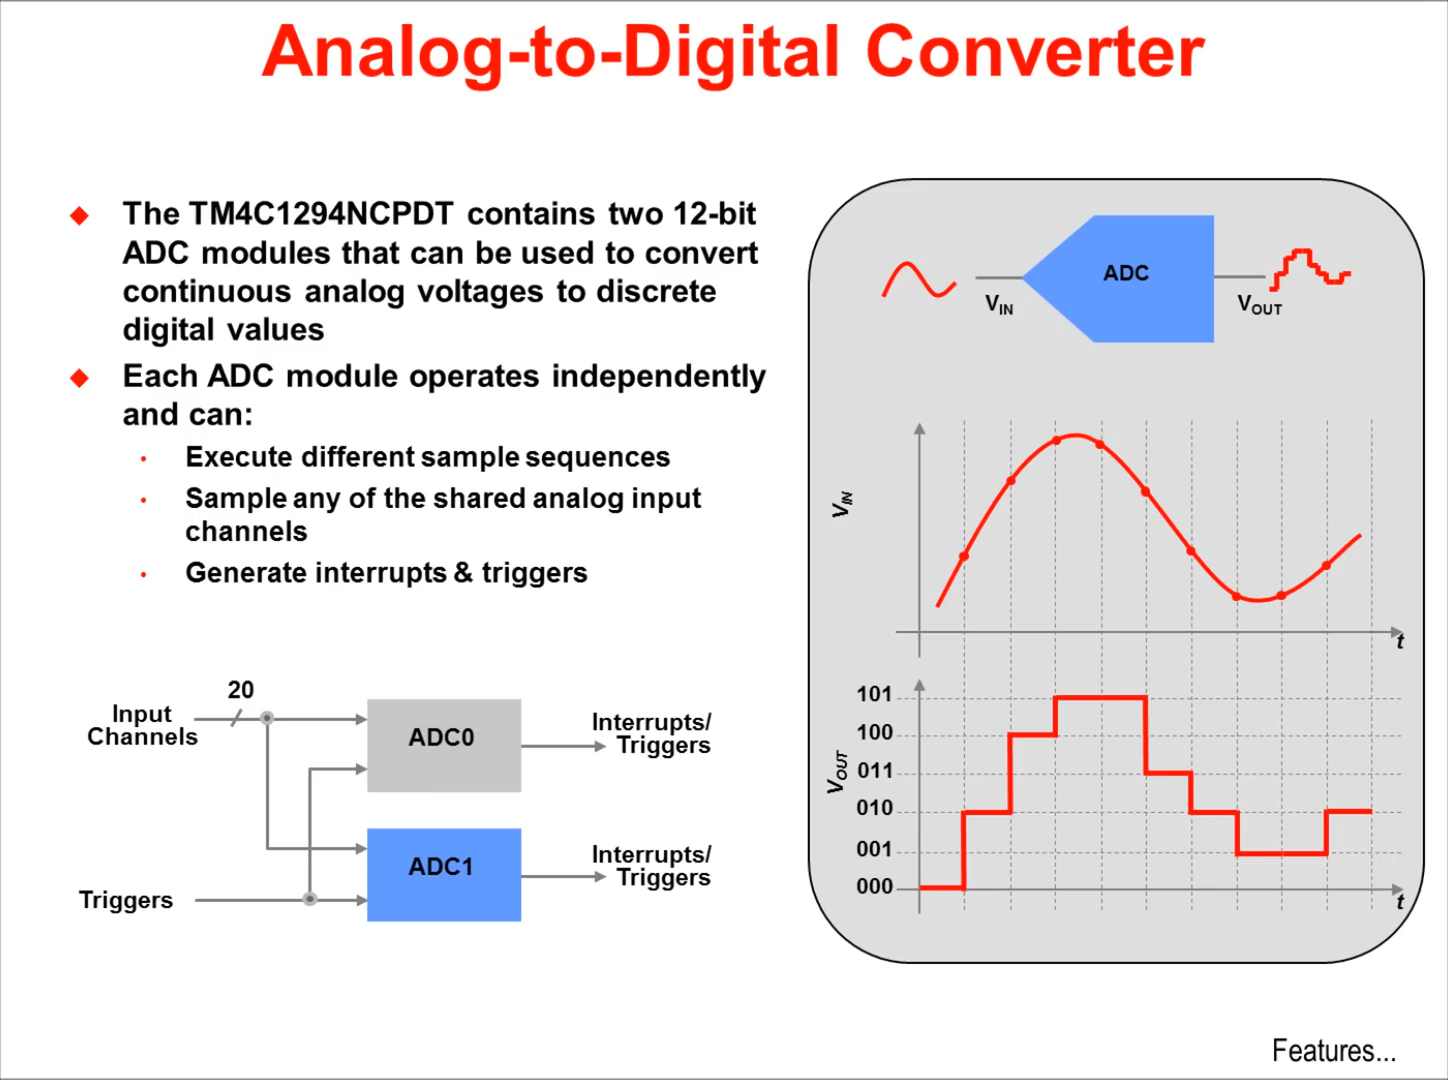 Analog-to-Digital Converter
The TM4C1294NCPDT contains two 12-bit
ADC modules that can be used to convert
continuous analog voltages to discrete
digital values
Each ADC module operates independently
and can:
Execute different sample sequences
Sample any of the shared analog input
channels
Generate interrupts & triggers
20
Input
Channels
ADC0
Interrupts/
Triggers
ADC1
Interrupts/
Triggers
Triggers
ADC
VIN
VOUT
VIN
t
101
100
011
010
001
000
VOUT
t
Features...